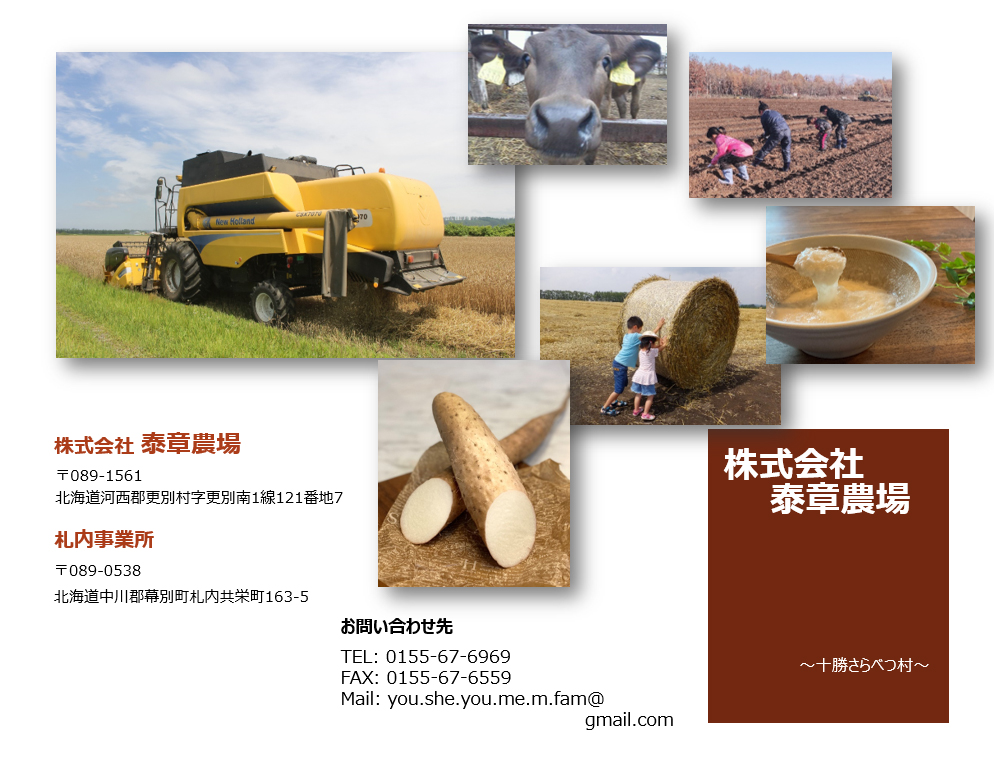 New Holland
CSX7070
株式会社 泰章農場
〒089-1561
北海道河西郡更別村字更別南1線121番地7
札内事業所
〒089-0538
北海道中川郡幕別町札内共栄町163-5
お問い合わせ先
TEL: 0155-67-6969
FAX: 0155-67-6559
Mail: you.she.you.me.m.fam@
gmail.com
株式会社
泰章農場
～十勝さらべつ村～